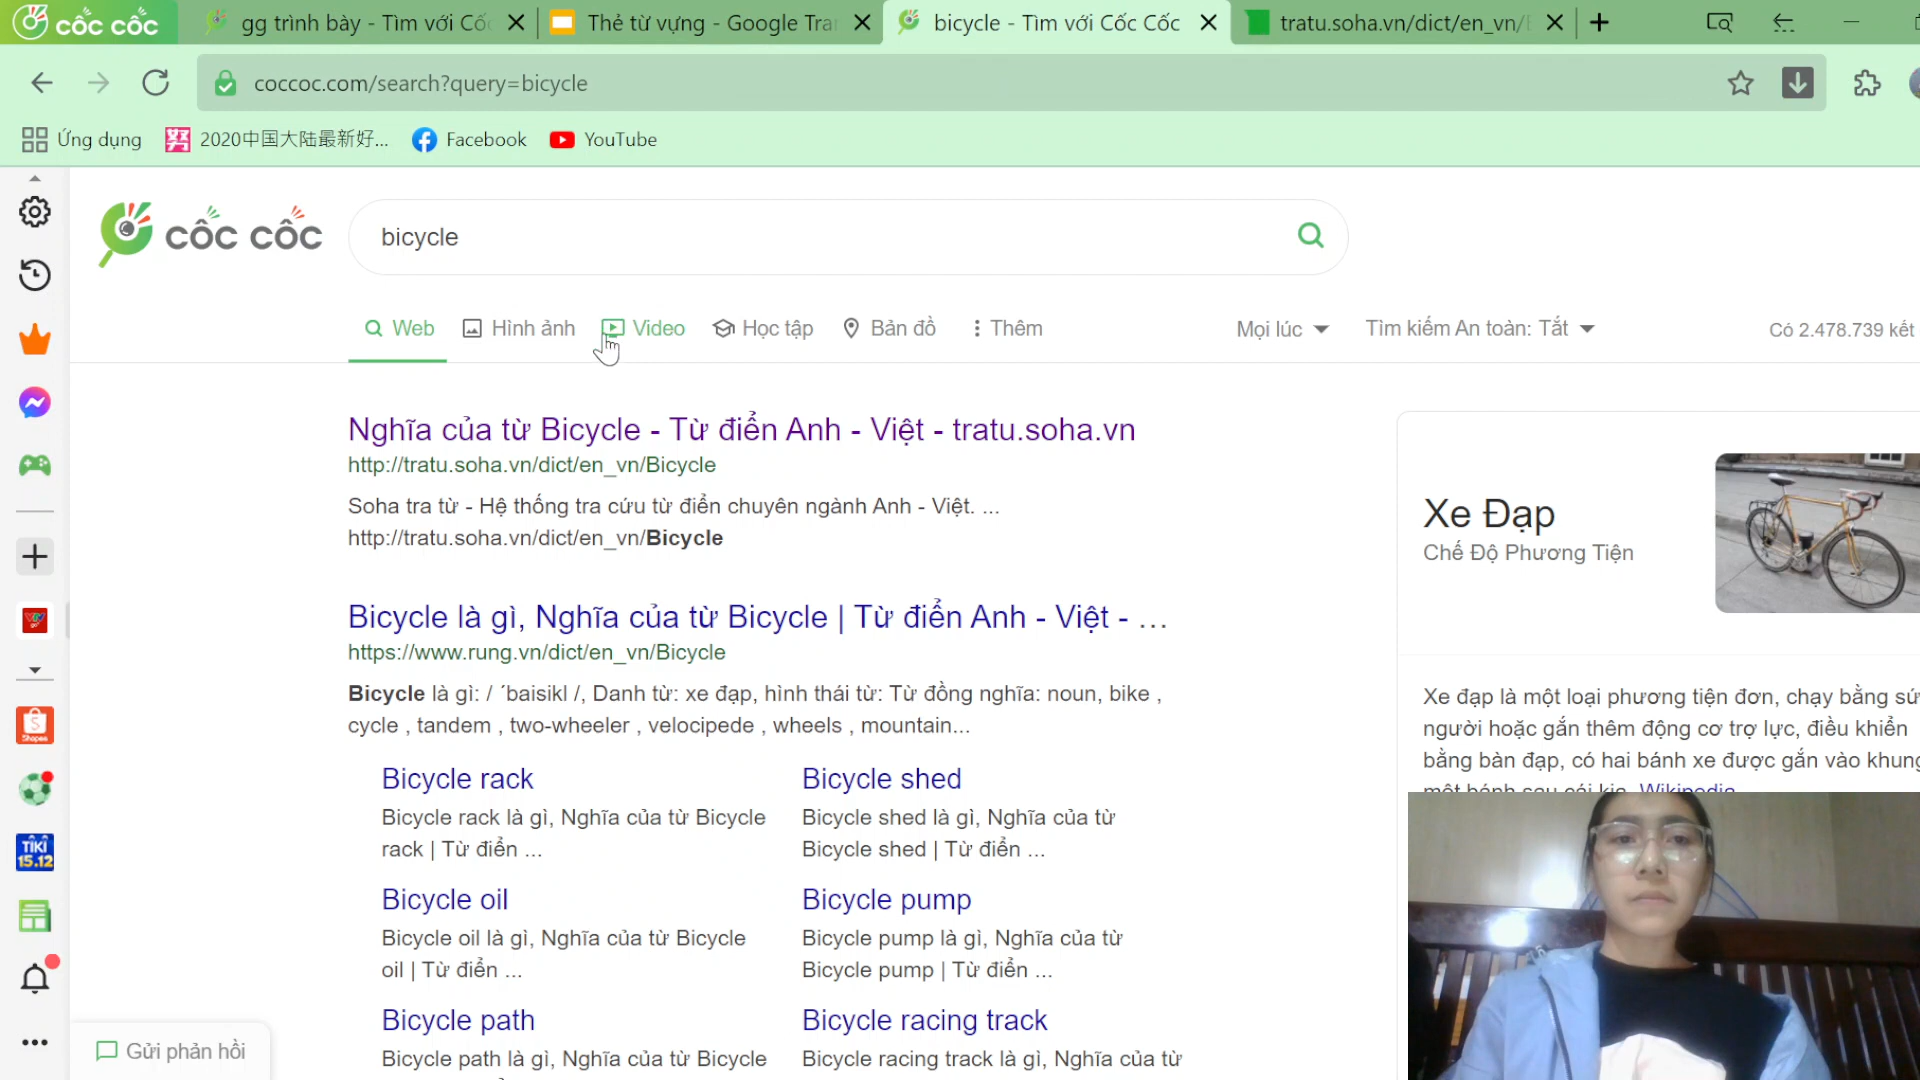 cốc cốc
gg trình bày - Tìm với Cốc
Thẻ từ vựng - Google Tra
bicycle - Tìm với Cốc Cốc
tratu.soha.vn/dict/en_vn/
coccoc.com/search?query=bicycle
Ứng dụng
2020中国大陆最新好...
Facebook
YouTube
cốc cốc
bicycle
Web
Hình ảnh
Video
Học tập
Bản đồ
Thêm
Mọi lúc
Tìm kiếm An toàn: Tắt
Có 2.478.739 kết
Nghĩa của từ Bicycle - Từ điển Anh - Việt - tratu.soha.vn
http://tratu.soha.vn/dict/en_vn/Bicycle
Soha tra từ - Hệ thống tra cứu từ điển chuyên ngành Anh - Việt. ...
http://tratu.soha.vn/dict/en_vn/Bicycle
Bicycle là gì, Nghĩa của từ Bicycle | Từ điển Anh - Việt - ...
https://www.rung.vn/dict/en_vn/Bicycle
Bicycle là gì: / ´baisikl /, Danh từ: xe đạp, hình thái từ: Từ đồng nghĩa: noun, bike ,
cycle , tandem , two-wheeler , velocipede , wheels , mountain...
Bicycle rack
Bicycle rack là gì, Nghĩa của từ Bicycle
rack | Từ điển ...
Bicycle shed
Bicycle shed là gì, Nghĩa của từ
Bicycle shed | Từ điển ...
Bicycle oil
Bicycle oil là gì, Nghĩa của từ Bicycle
oil | Từ điển ...
Bicycle pump
Bicycle pump là gì, Nghĩa của từ
Bicycle pump | Từ điển ...
Bicycle path
Bicycle path là gì, Nghĩa của từ Bicycle
Bicycle racing track
Bicycle racing track là gì, Nghĩa của từ
Xe Đạp
Chế Độ Phương Tiện
Xe đạp là một loại phương tiện đơn, chạy bằng sứ
người hoặc gắn thêm động cơ trợ lực, điều khiển
bằng bàn đạp, có hai bánh xe được gắn vào khung
một bánh sau cái kia. Wikipedia
Shopee
TIKI
15.12
Gửi phản hồi